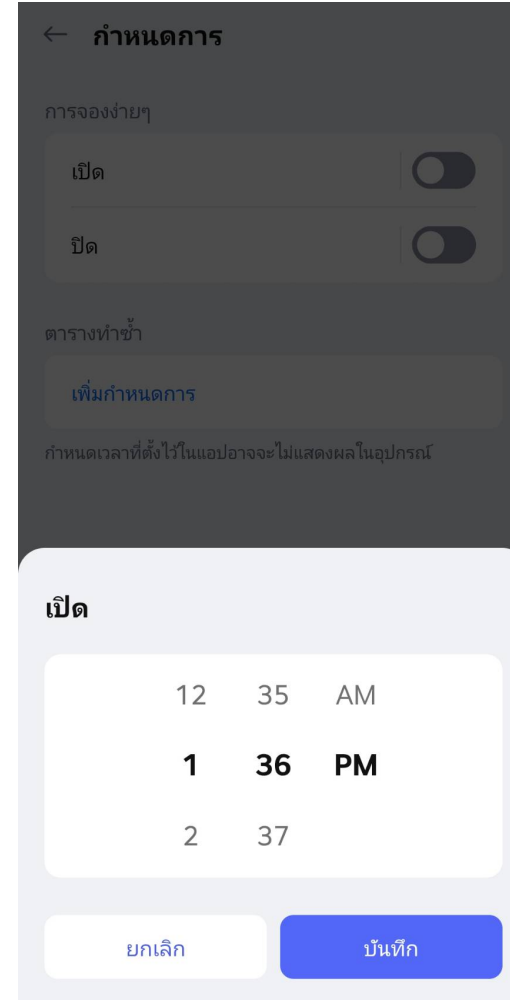 ← กำหนดการ
การจองง่ายๆ
เปิด
ปิด
ตารางทำซ้ำ
เพิ่มกำหนดการ
กำหนดเวลาที่ตั้งไว้ในแอปอาจจะไม่แสดงผลในอุปกรณ์
เปิด
12 35 AM
1 36 PM
2 37
ยกเลิก บันทึก